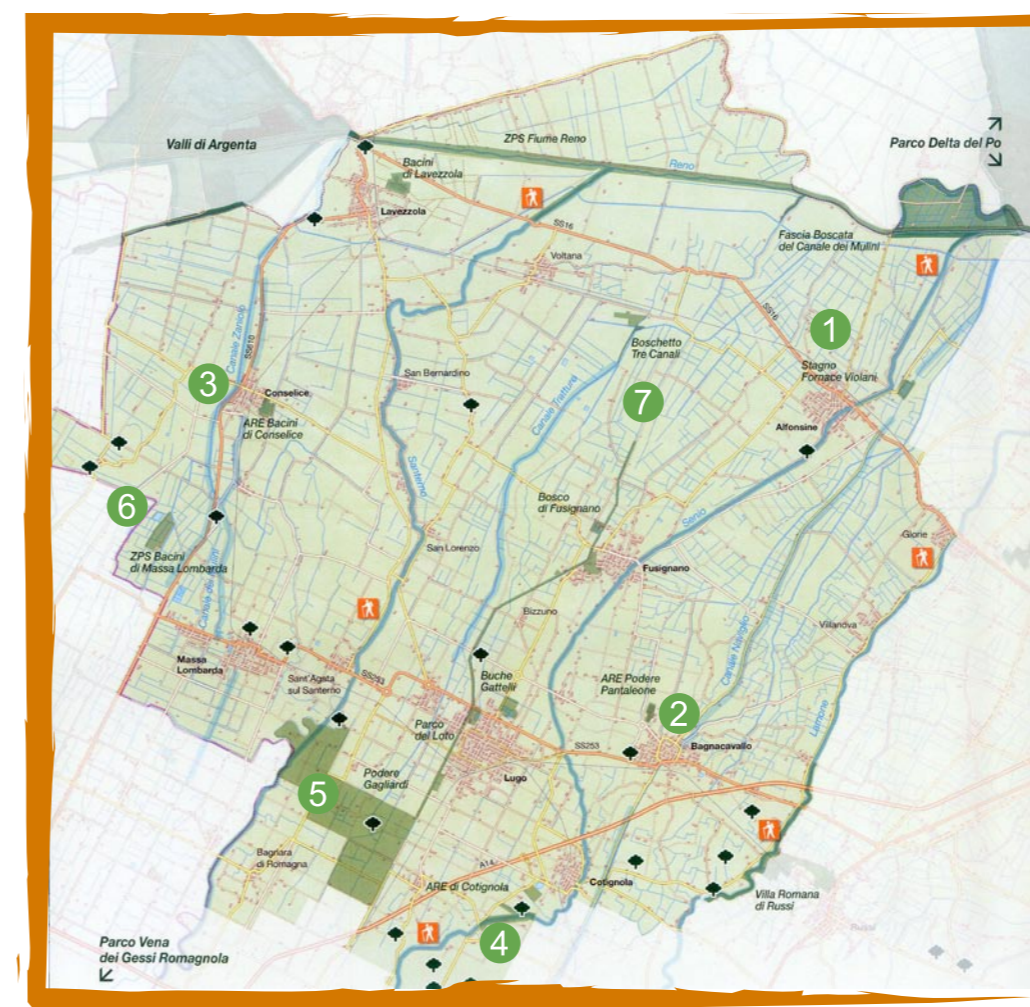 Valli di Argenta
ZPS Fiume Reno
Parco Delta del Po
Reno
Bacini
di Lavezzola
Lavezzola
SS16
Voltana
Fascia Boscata
del Canale dei Mulini
SS16
Canale Zaniolo
SS610
Boschetto
Tre Canali
1
Stagno
Fornace Violani
3
Conselice
San Bernardino
Canale Tratturo
7
ARE Bacini
di Conselice
Alfonsine
Santerno
6
Bosco
di Fusignano
Senio
ZPS Bacini
di Massa Lombarda
San Lorenzo
Fusignano
Bizzuno
Villanova
Canale Naviglio
Massa
Lombarda
Sant'Agata
sul Santerno
SS253
Buche
Gattelli
ARE Podere
Pantaleone
2
Lamone
Parco
del Loto
SS253
Bagnacavallo
Lugo
Podere
Gagliardi
5
Bagnara
di Romagna
A14
ARE di Cotignola
Cotignola
Villa Romana
di Russi
Russi
4
Parco Vena
dei Gessi Romagnola